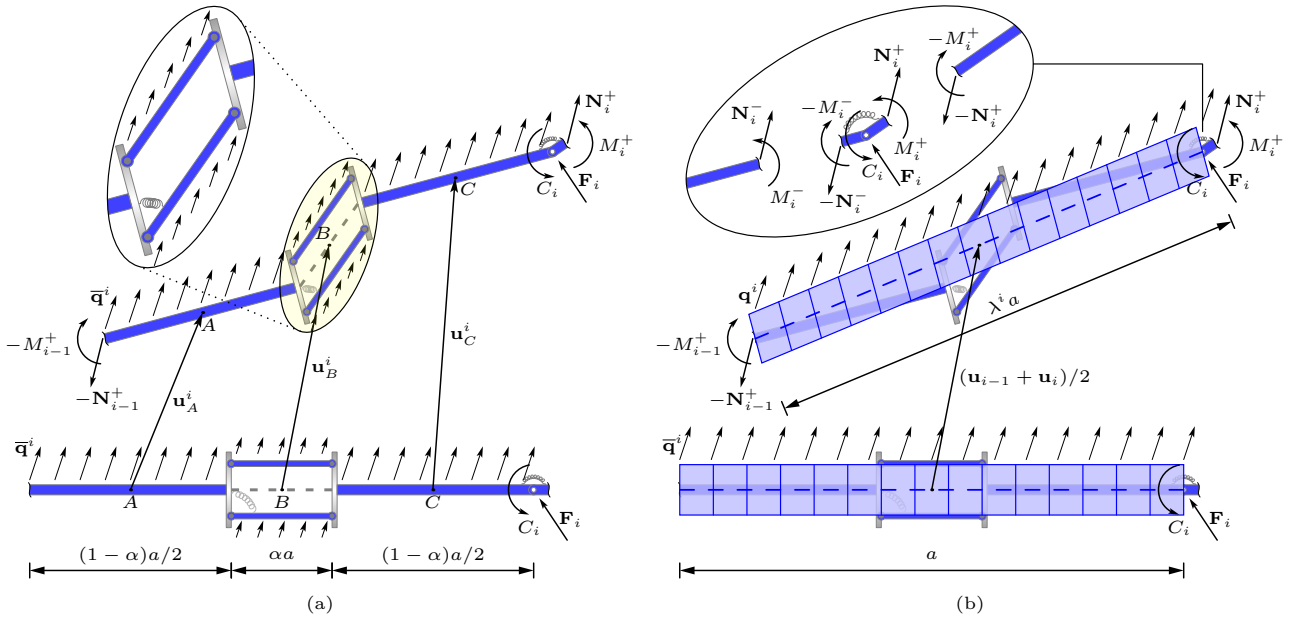 N_i^+
M_i^+
C_i
F_i
C
B
q̅^i
A
-M_{i-1}^+
-N_{i-1}^+
u_A^i
u_B^i
u_C^i
q̅^i
A
B
C
C_i
F_i
(1 − α)a/2
αa
(1 − α)a/2
(a)
-M_i^+
N_i^+
-N_i^+
N_i^-
-M_i^-
M_i^+
C_i
F_i
M_i^-
-N_i^-
N_i^+
M_i^+
C_i
F_i
q^i
λ^i a
-M_{i-1}^+
-N_{i-1}^+
(u_{i-1} + u_i)/2
q̅^i
C_i
F_i
a
(b)